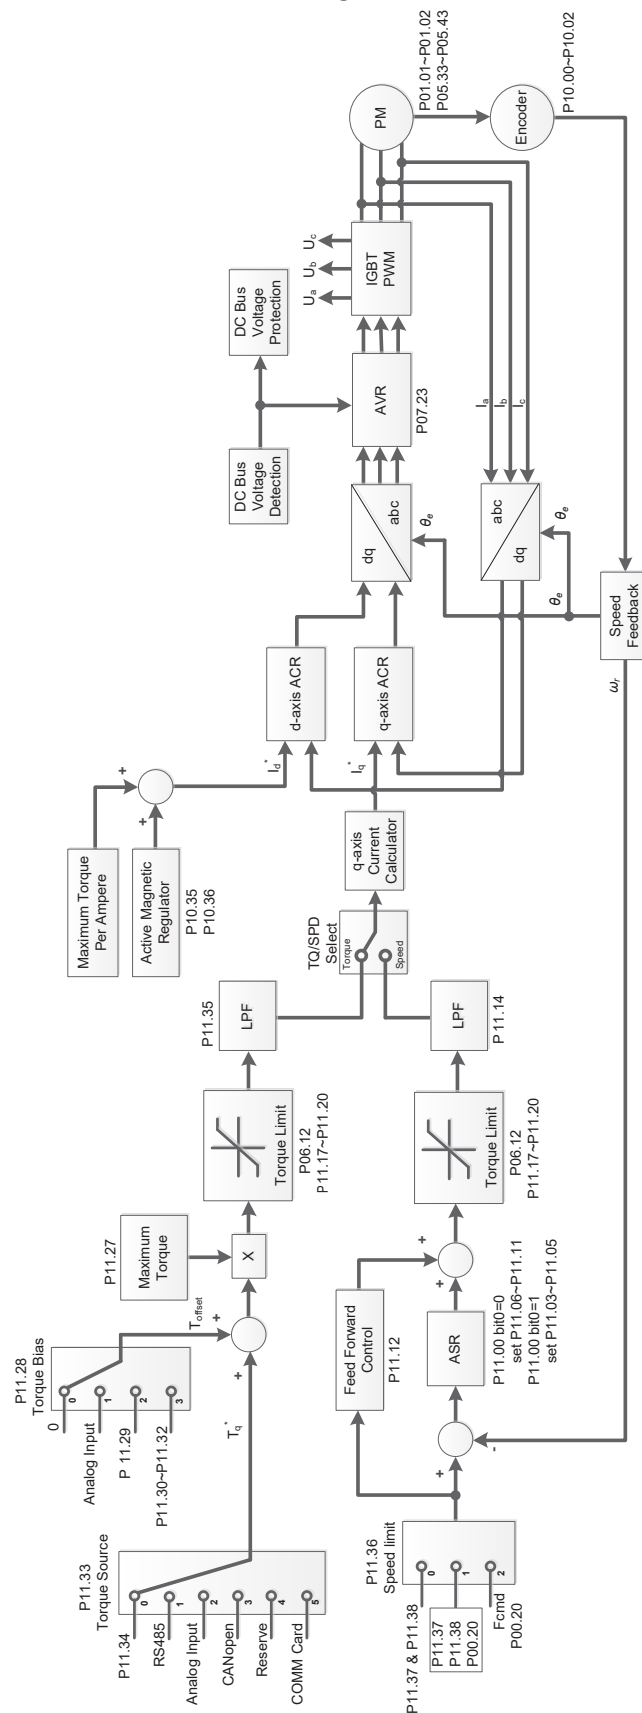 P11.33
Torque Source
P11.34
RS485
Analog Input
CANopen
Reserve
COMM Card
0
1
2
3
4
5
Tq*
+
P11.28
Torque Bias
0
Analog Input
P 11.29
P11.30~P11.32
0
1
2
3
Toffset
+
P11.27
Maximum
Torque
X
Torque Limit
P06.12
P11.17~P11.20
P11.35
LPF
TQ/SPD
Select
Torque
Speed
q-axis
Current
Calculator
Iq*
Maximum Torque
Per Ampere
Active Magnetic
Regulator
P10.35
P10.36
+
+
Id*
d-axis ACR
q-axis ACR
dq
abc
θe
DC Bus
Voltage
Detection
DC Bus
Voltage
Protection
AVR
P07.23
IGBT
PWM
Ua
Ub
Uc
PM
P01.01~P01.02
P05.33~P05.43
Encoder
P10.00~P10.02
Ia
Ib
Ic
abc
dq
θe
θe
Speed
Feedback
ωr
P11.36
Speed limit
P11.37 & P11.38
P11.37
P11.38
P00.20
Fcmd
P00.20
0
1
2
+
-
Feed Forward
Control
P11.12
ASR
P11.00 bit0=0
set P11.06~P11.11
P11.00 bit0=1
set P11.03~P11.05
+
+
Torque Limit
P06.12
P11.17~P11.20
LPF
P11.14